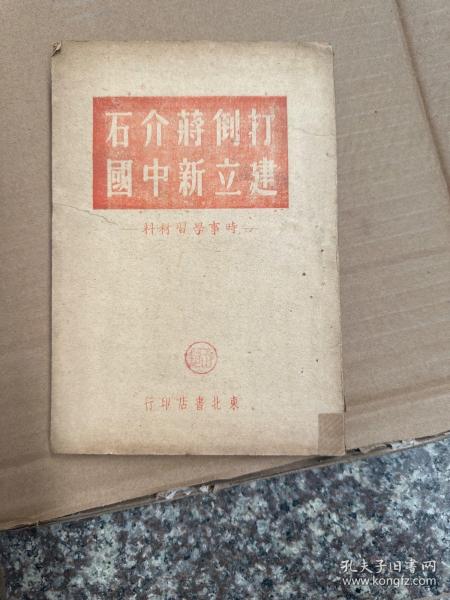 打倒蔣介石
建立新中國
時事學習材料
東北書店印行
孔夫子旧书网
www.kongfz.com